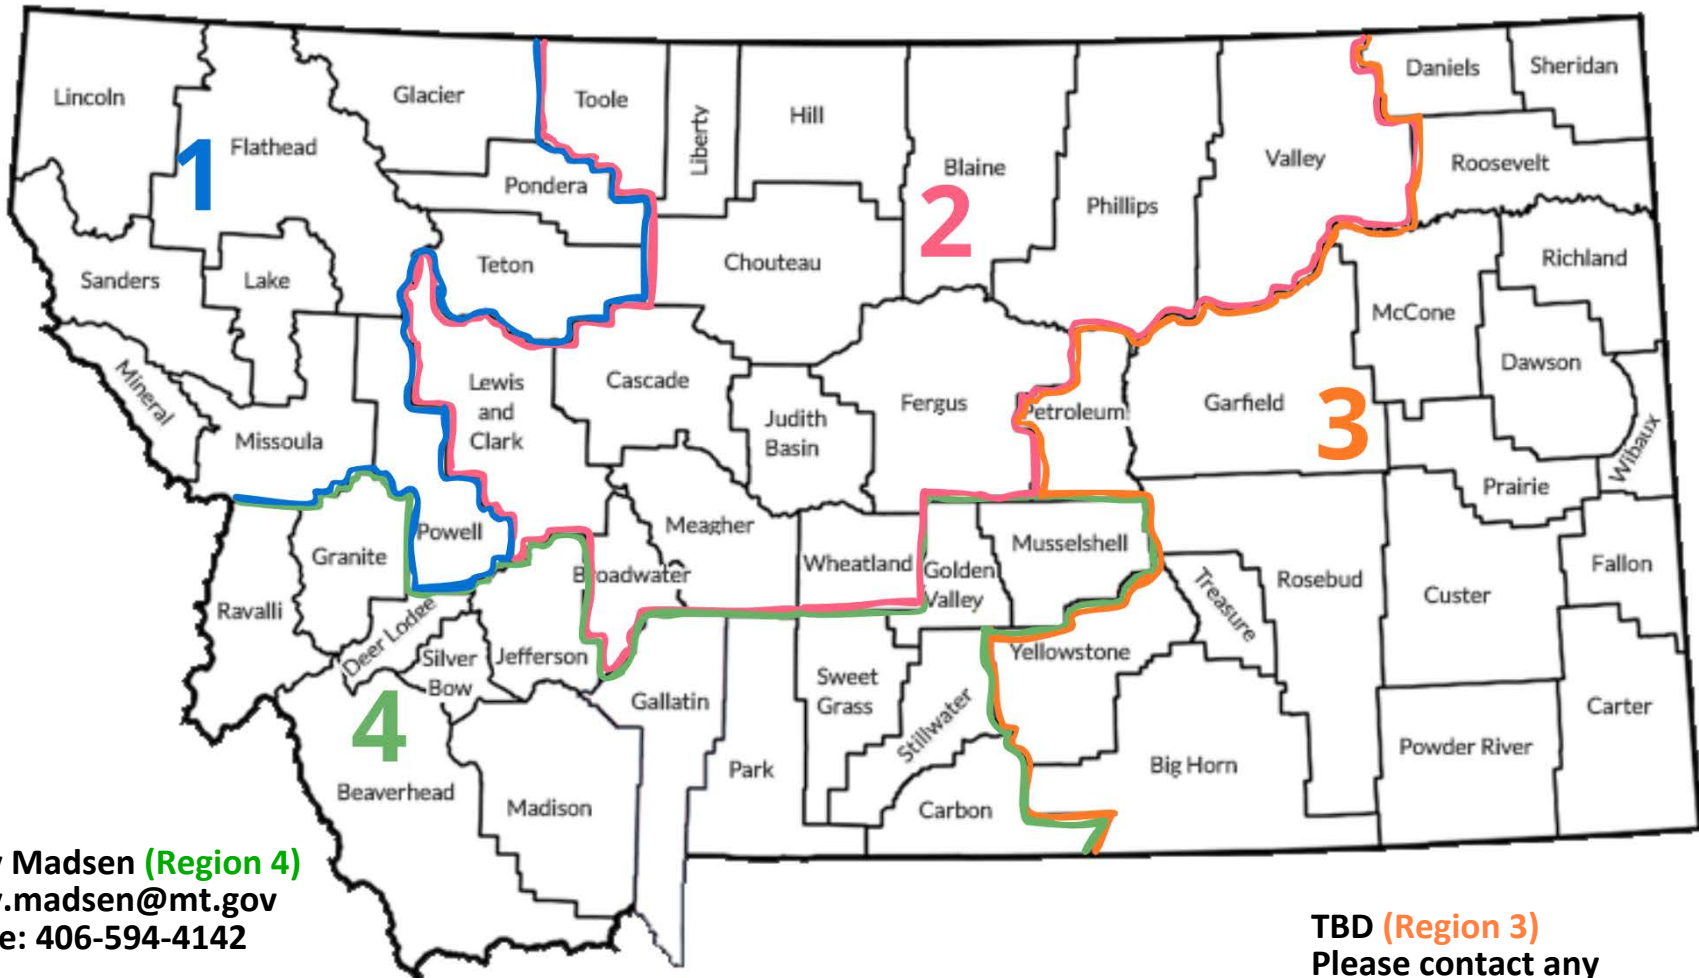 Lincoln
Flathead
Glacier
Toole
Liberty
Hill
Blaine
Phillips
Valley
Daniels
Sheridan
Roosevelt
1
Pondera
2
Sanders
Lake
Teton
Chouteau
Richland
McCone
Mineral
Missoula
Lewis
and
Clark
Cascade
Judith
Basin
Fergus
Petroleum
Garfield
3
Dawson
Wibaux
Prairie
Powell
Granite
Meagher
Broadwater
Wheatland
Golden
Valley
Musselshell
Treasure
Rosebud
Custer
Fallon
Ravalli
Deer Lodge
Silver
Bow
Jefferson
Gallatin
Sweet
Grass
Stillwater
Yellowstone
4
Beaverhead
Madison
Park
Carbon
Big Horn
Powder River
Carter
Madsen (Region 4)
.madsen@mt.gov
e: 406-594-4142
TBD (Region 3)
Please contact any